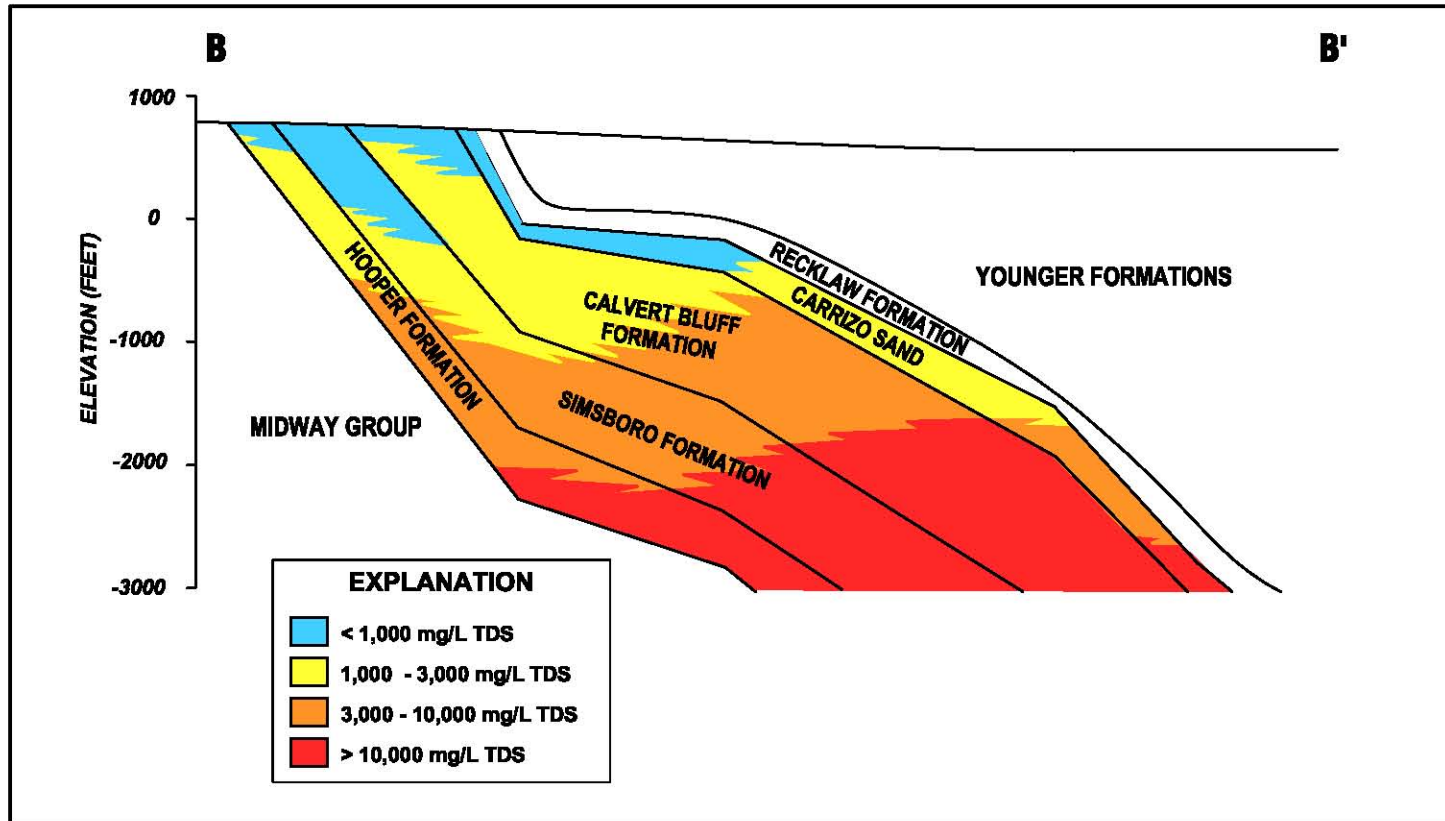 B
B'
1000
0
-1000
-2000
-3000
ELEVATION (FEET)
MIDWAY GROUP
HOOPER FORMATION
SIMSBORO FORMATION
CALVERT BLUFF
FORMATION
CARRIZO SAND
RECKLAW FORMATION
YOUNGER FORMATIONS
EXPLANATION
< 1,000 mg/L TDS
1,000 - 3,000 mg/L TDS
3,000 - 10,000 mg/L TDS
> 10,000 mg/L TDS